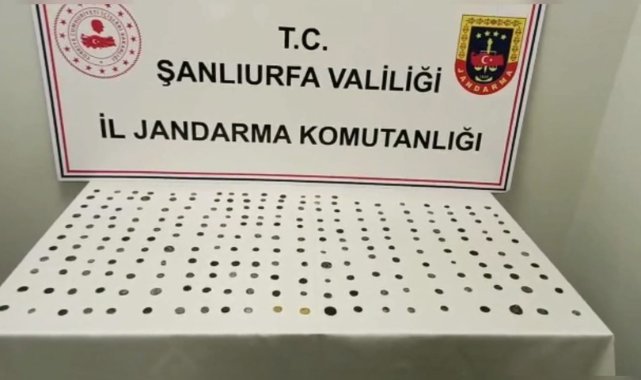 T.C.
ŞANLIURFA VALİLİĞİ
İL JANDARMA KOMUTANLIĞI
JANDARMA